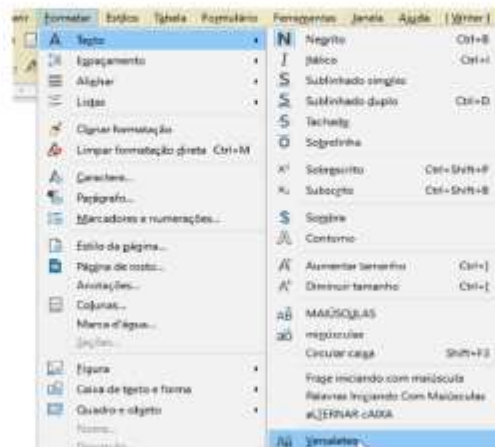 Formatar Estilos Tabela Formulário Ferramentas Janela Ajuda [Writer]
Texto
Espaçamento
Alinhar
Listas
Clonar formatação
Limpar formatação direta Ctrl+M
Caractere...
Parágrafo...
Marcadores e numerações...
Estilo da página...
Página de rosto...
Anotações...
Colunas...
Marca d'água...
Seções...
Figura
Caixa de texto e forma
Quadro e objeto
Nome...
Descrição...
Negrito Ctrl+B
Itálico Ctrl+I
Sublinhado simples
Sublinhado duplo Ctrl+D
Tachado
Sobrelinha
Sobrescrito Ctrl+Shift+P
Subscrito Ctrl+Shift+B
Sombra
Contorno
Aumentar tamanho Ctrl+]
Diminuir tamanho Ctrl+[
MAIÚSCULAS
minúsculas
Circular caixa Shift+F3
Frase iniciando com maiúscula
Palavras Iniciando Com Maiúsculas
aLTERNAR cAIXA
Versaletes